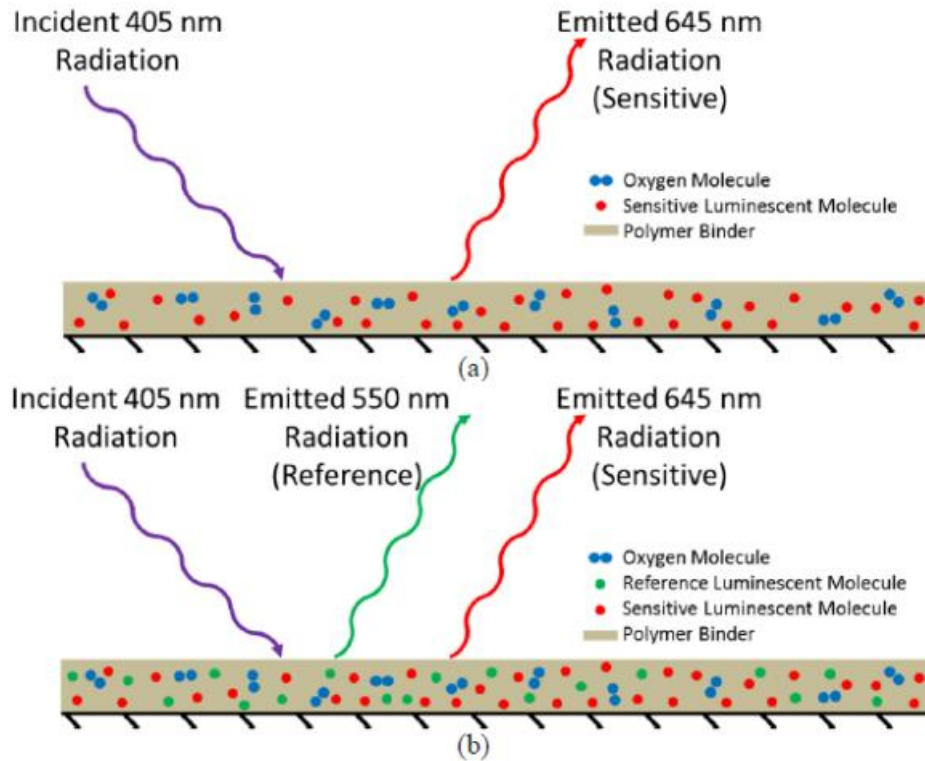 Incident 405 nm
Radiation
Emitted 645 nm
Radiation
(Sensitive)
Oxygen Molecule
Sensitive Luminescent Molecule
Polymer Binder
(a)
Incident 405 nm
Radiation
Emitted 550 nm
Radiation
(Reference)
Emitted 645 nm
Radiation
(Sensitive)
Oxygen Molecule
Reference Luminescent Molecule
Sensitive Luminescent Molecule
Polymer Binder
(b)